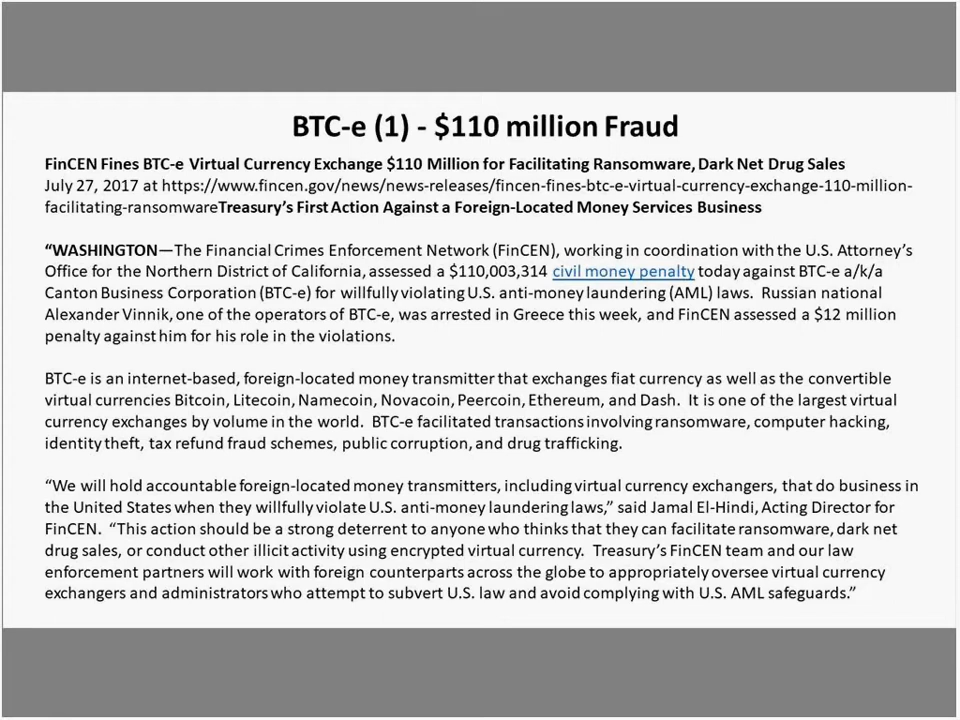 BTC-e (1) - $110 million Fraud
FinCEN Fines BTC-e Virtual Currency Exchange $110 Million for Facilitating Ransomware, Dark Net Drug Sales
July 27, 2017 at https://www.fincen.gov/news/news-releases/fincen-fines-btc-e-virtual-currency-exchange-110-million-
facilitating-ransomwareTreasury's First Action Against a Foreign-Located Money Services Business
“WASHINGTON—The Financial Crimes Enforcement Network (FinCEN), working in coordination with the U.S. Attorney's
Office for the Northern District of California, assessed a $110,003,314 civil money penalty today against BTC-e a/k/a
Canton Business Corporation (BTC-e) for willfully violating U.S. anti-money laundering (AML) laws. Russian national
Alexander Vinnik, one of the operators of BTC-e, was arrested in Greece this week, and FinCEN assessed a $12 million
penalty against him for his role in the violations.
BTC-e is an internet-based, foreign-located money transmitter that exchanges fiat currency as well as the convertible
virtual currencies Bitcoin, Litecoin, Namecoin, Novacoin, Peercoin, Ethereum, and Dash. It is one of the largest virtual
currency exchanges by volume in the world. BTC-e facilitated transactions involving ransomware, computer hacking,
identity theft, tax refund fraud schemes, public corruption, and drug trafficking.
“We will hold accountable foreign-located money transmitters, including virtual currency exchangers, that do business in
the United States when they willfully violate U.S. anti-money laundering laws,” said Jamal El-Hindi, Acting Director for
FinCEN. “This action should be a strong deterrent to anyone who thinks that they can facilitate ransomware, dark net
drug sales, or conduct other illicit activity using encrypted virtual currency. Treasury's FinCEN team and our law
enforcement partners will work with foreign counterparts across the globe to appropriately oversee virtual currency
exchangers and administrators who attempt to subvert U.S. law and avoid complying with U.S. AML safeguards.”